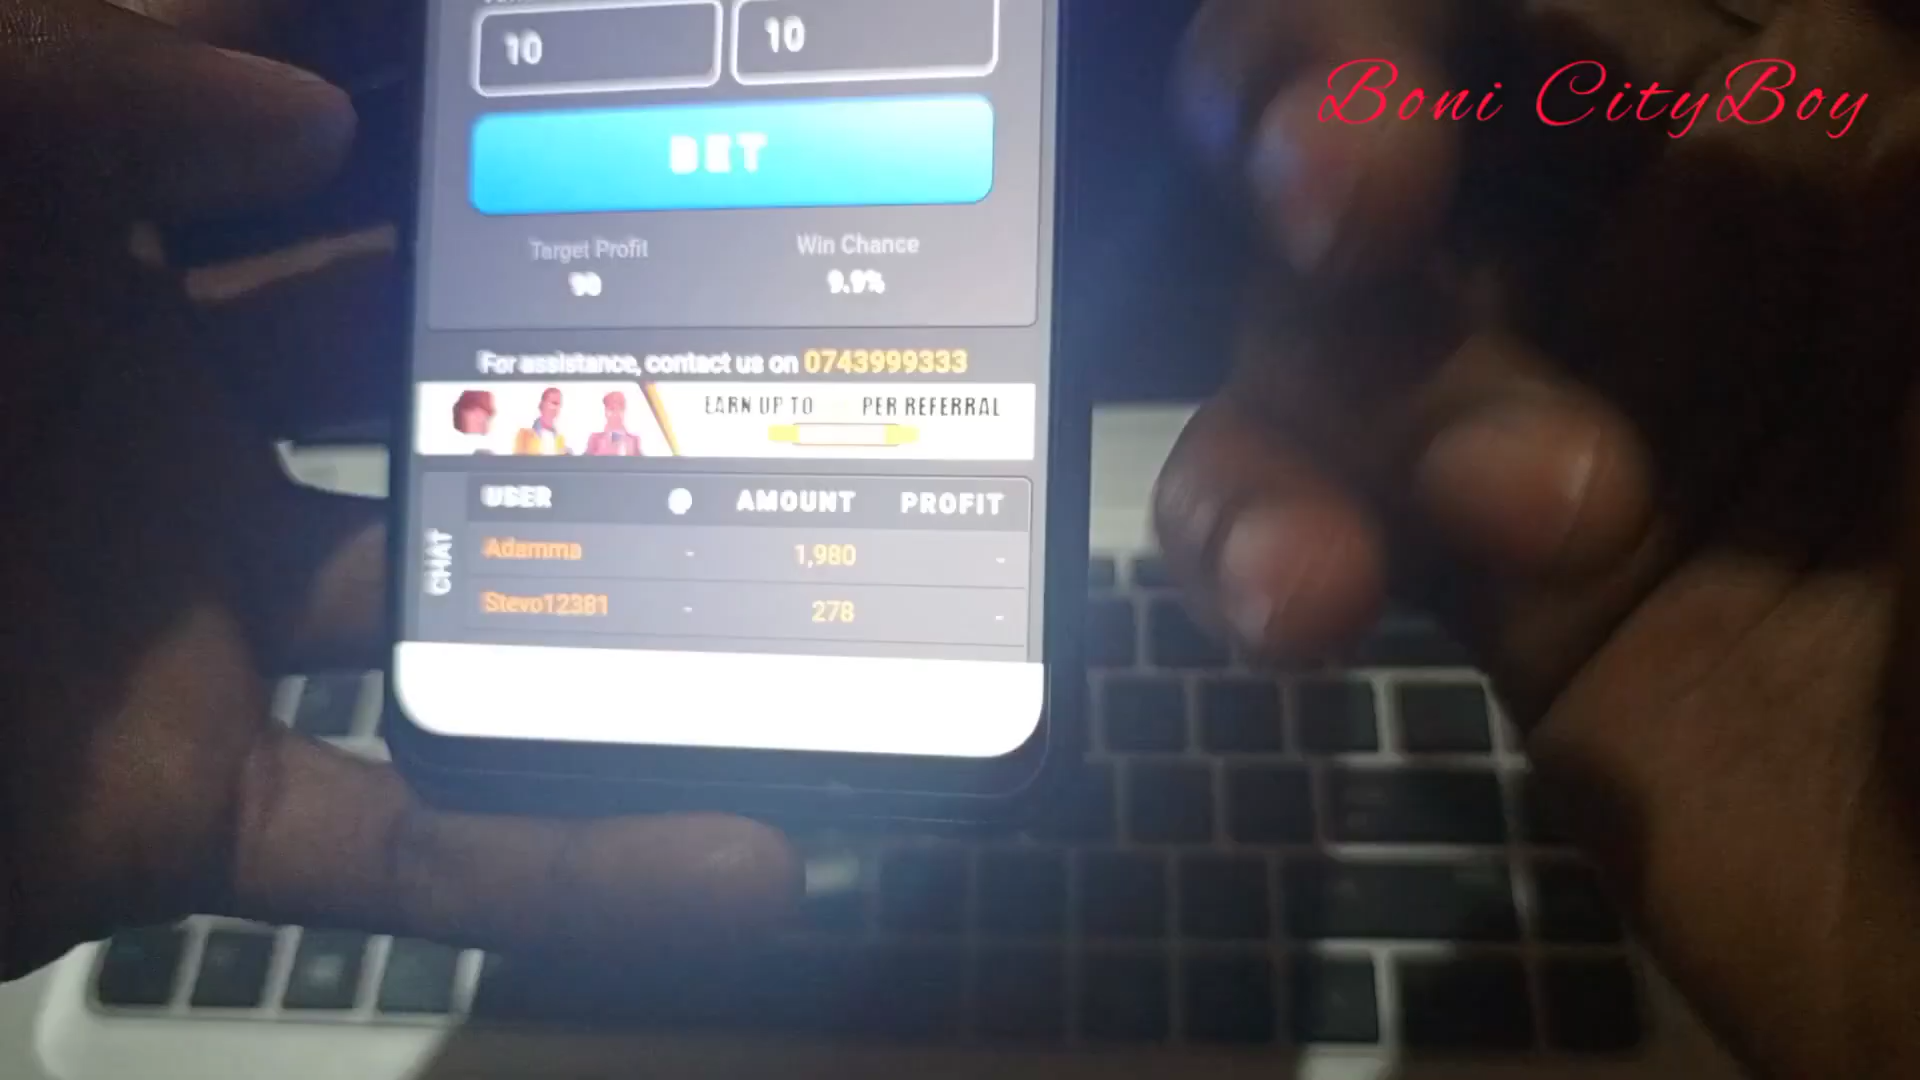 Boni CityBoy
10 10
BET
Target Profit Win Chance
90 9.9%
For assistance, contact us on 0743999333
EARN UP TO PER REFERRAL
USER AMOUNT PROFIT
CHAT
Adamma - 1,980 -
Stevo12381 - 278 -